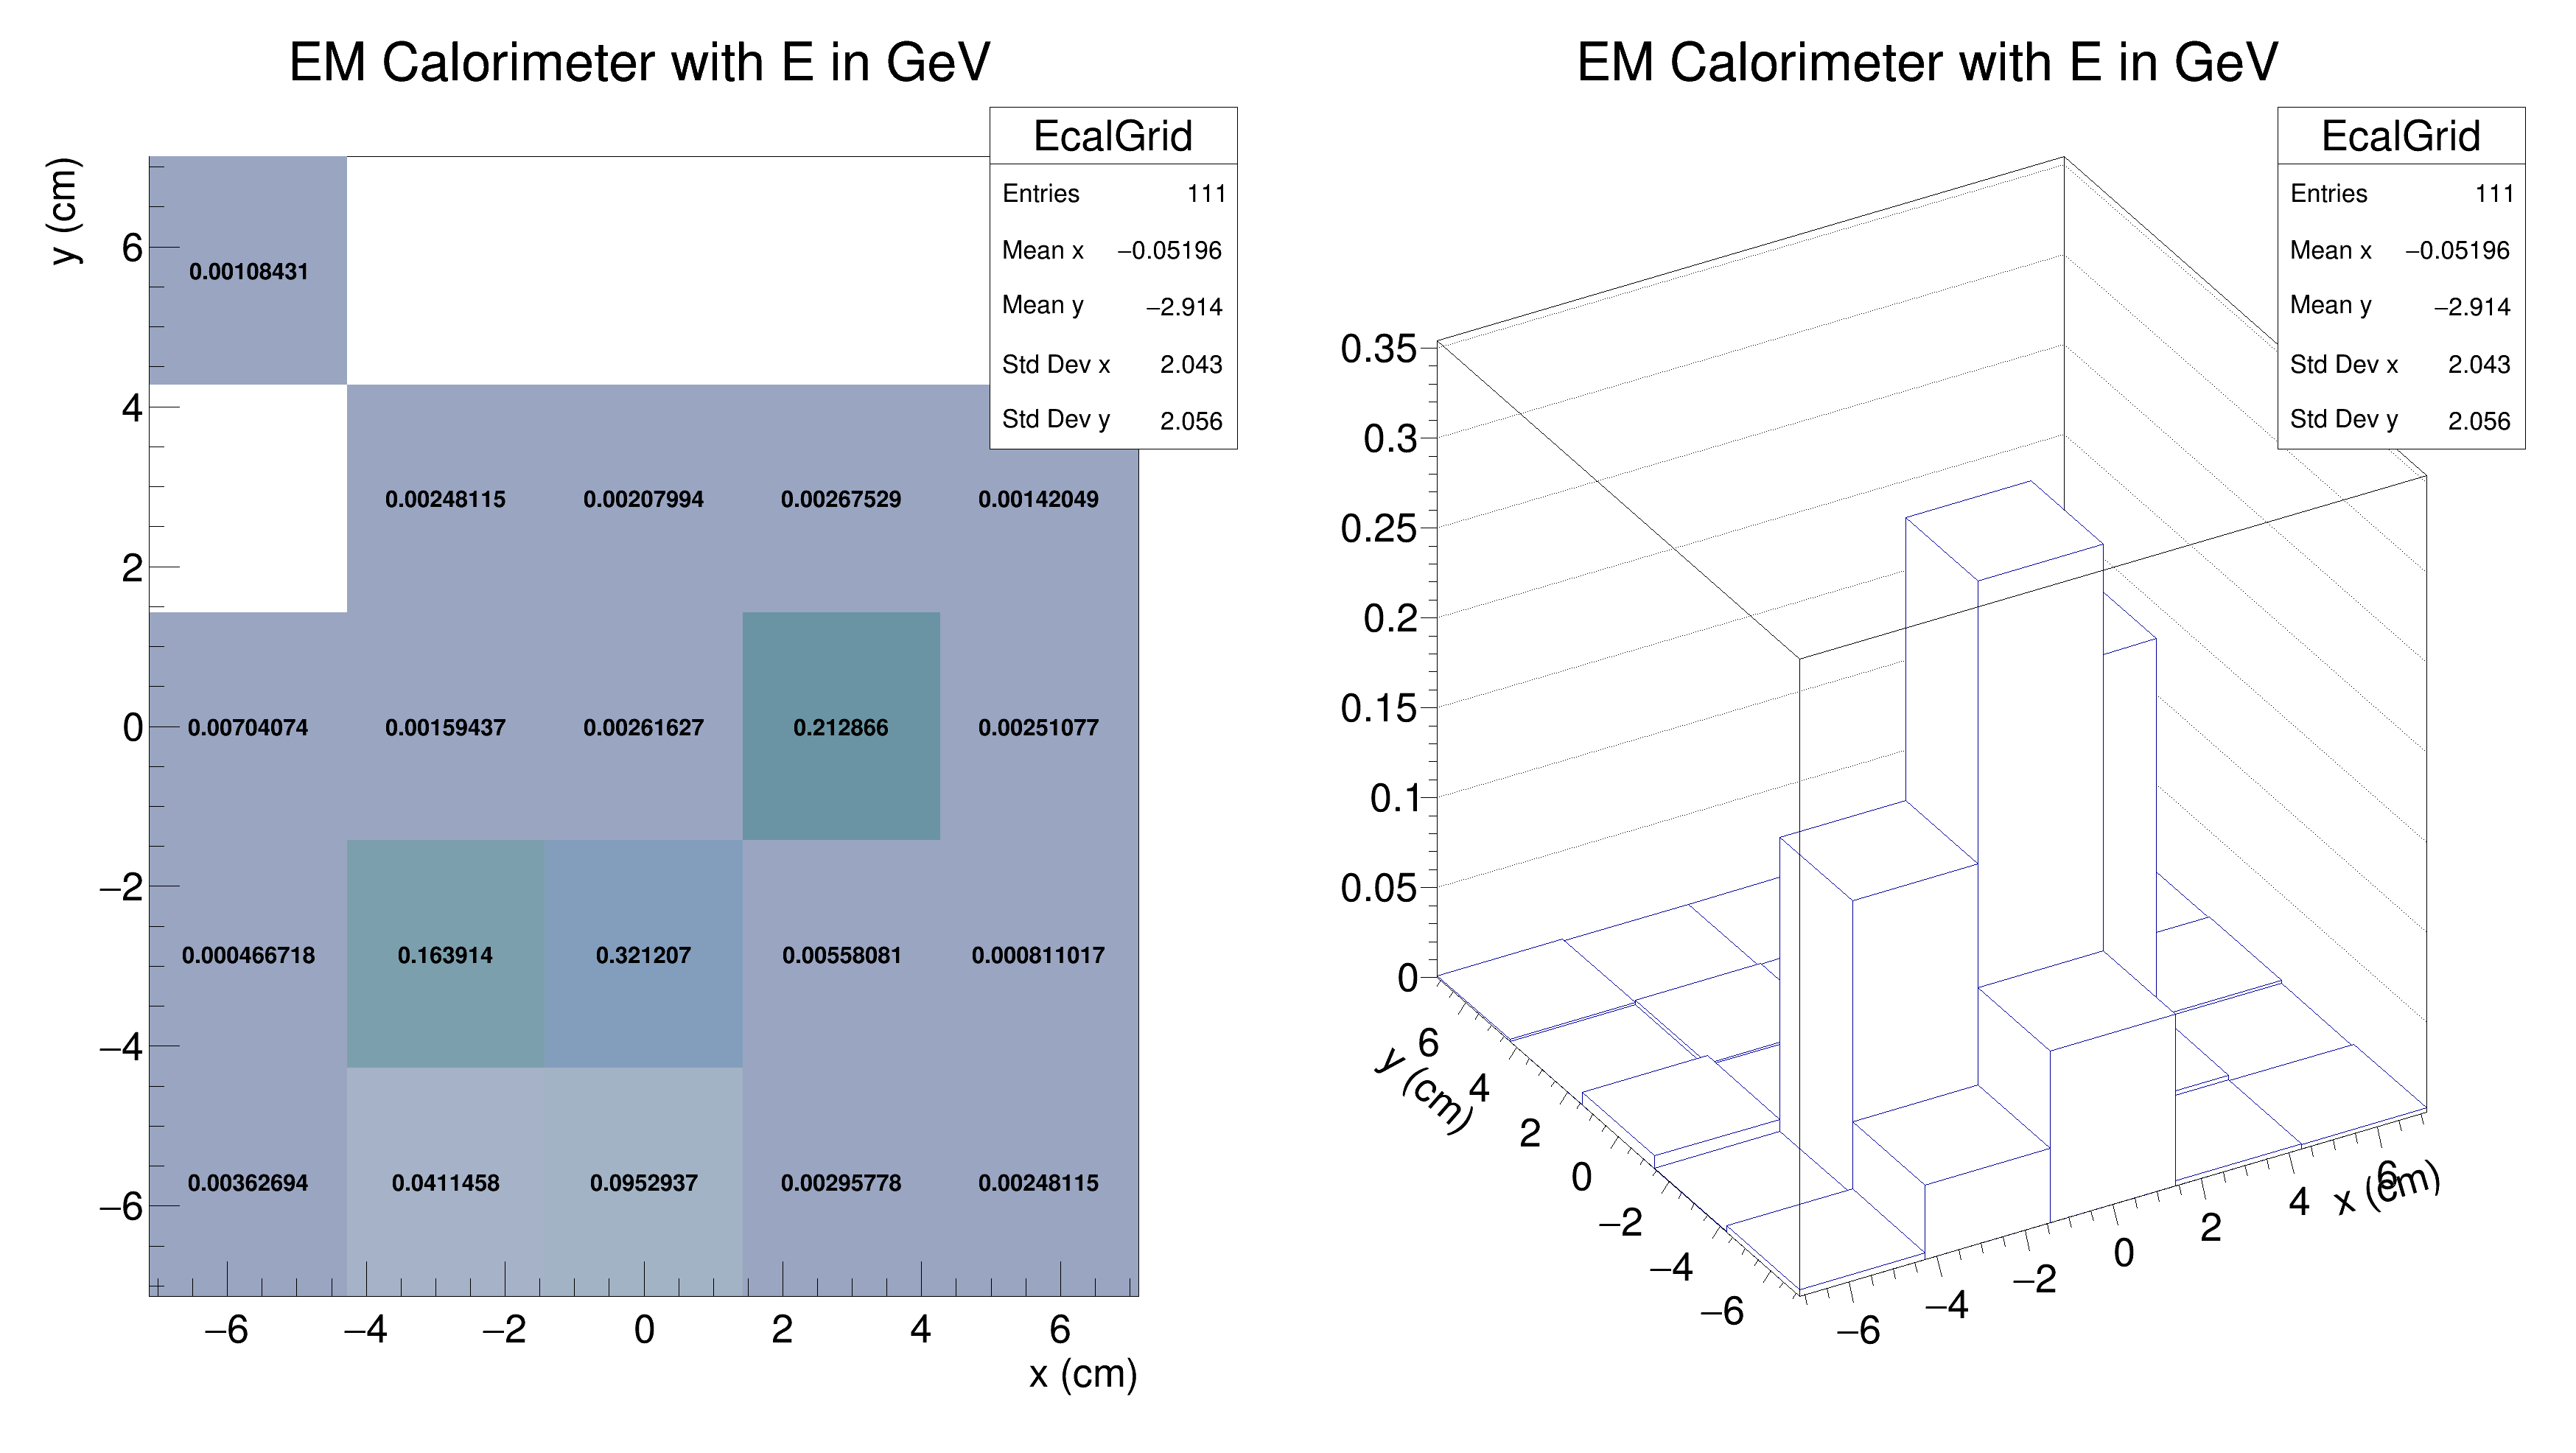 EM Calorimeter with E in GeV
EcalGrid
Entries 111
Mean x −0.05196
Mean y −2.914
Std Dev x 2.043
Std Dev y 2.056
y (cm)
6
4
2
0
−2
−4
−6
0.00108431
0.00248115 0.00207994 0.00267529 0.00142049
0.00704074 0.00159437 0.00261627 0.212866 0.00251077
0.000466718 0.163914 0.321207 0.00558081 0.000811017
0.00362694 0.0411458 0.0952937 0.00295778 0.00248115
−6 −4 −2 0 2 4 6
x (cm)
EM Calorimeter with E in GeV
EcalGrid
Entries 111
Mean x −0.05196
Mean y −2.914
Std Dev x 2.043
Std Dev y 2.056
0.35
0.3
0.25
0.2
0.15
0.1
0.05
0
6
4
2
0
−2
−4
−6
y (cm)
−6
−4
−2
0
2
4
6
x (cm)